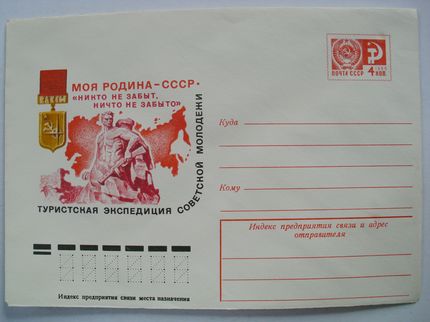 МОЯ РОДИНА – СССР.
«НИКТО НЕ ЗАБЫТ,
НИЧТО НЕ ЗАБЫТО»
ТУРИСТСКАЯ ЭКСПЕДИЦИЯ СОВЕТСКОЙ МОЛОДЕЖИ
ПОЧТА СССР 4 КОП.
Куда
Кому
Индекс предприятия связи и адрес
отправителя
Индекс предприятия связи места назначения